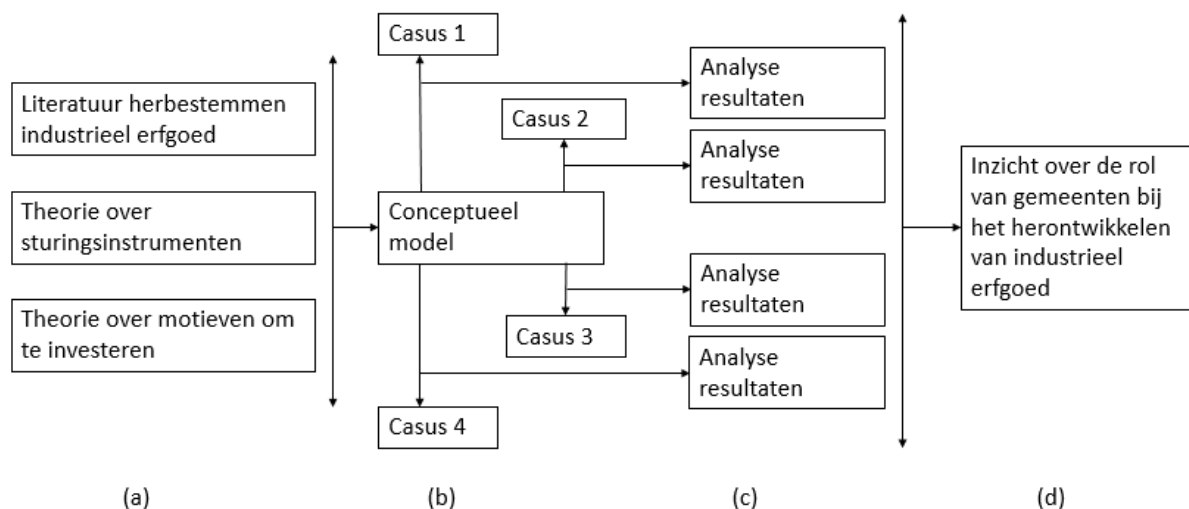 Literatuur herbestemmen
industrieel erfgoed
Theorie over
sturingsinstrumenten
Theorie over motieven om
te investeren
Casus 1
Casus 2
Conceptueel
model
Casus 3
Casus 4
Analyse
resultaten
Analyse
resultaten
Analyse
resultaten
Analyse
resultaten
Inzicht over de rol
van gemeenten bij
het herontwikkelen
van industrieel
erfgoed
(a)
(b)
(c)
(d)